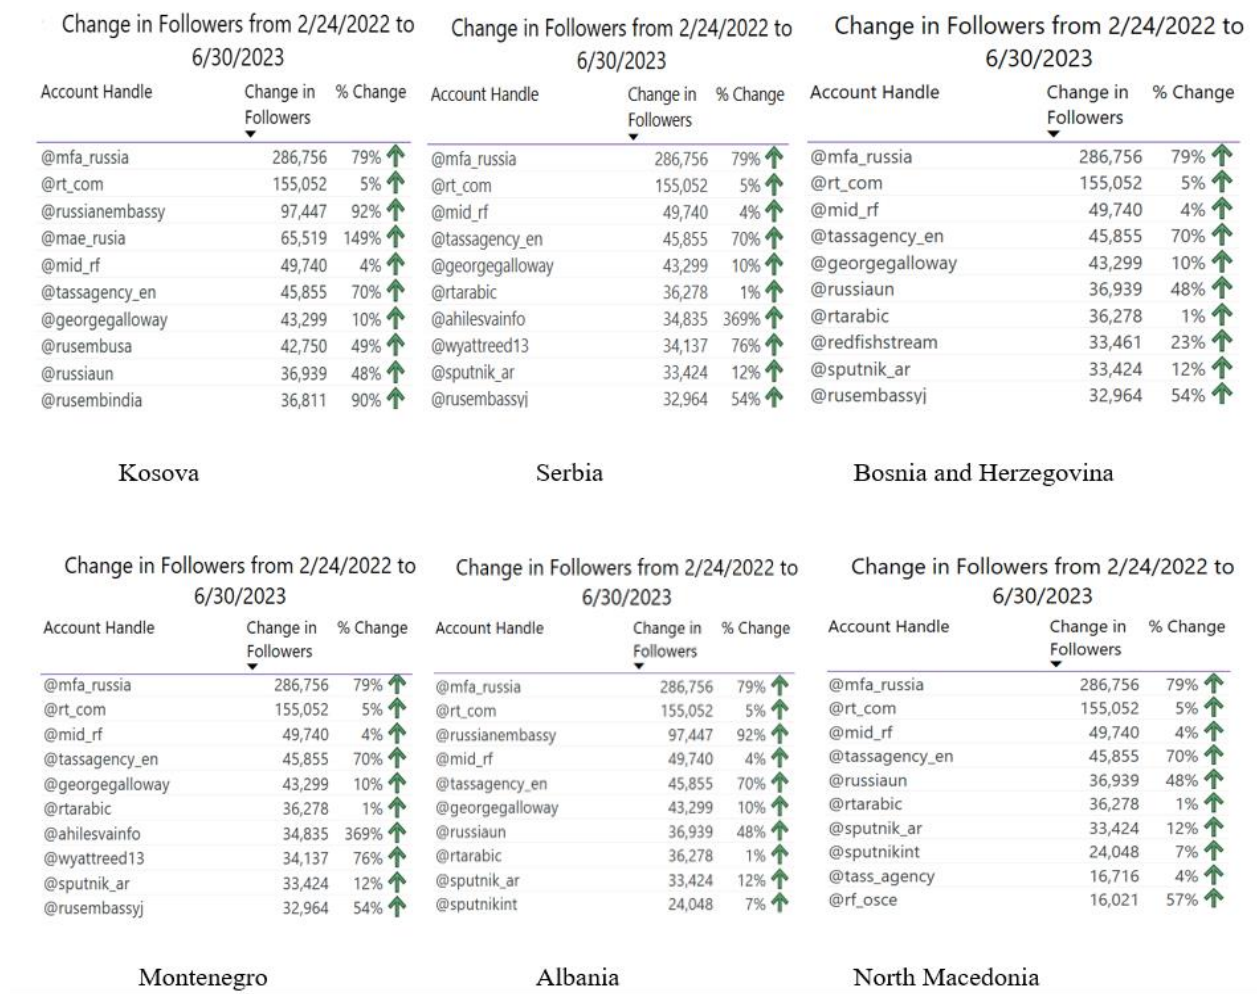 Change in Followers from 2/24/2022 to
6/30/2023
Account Handle Change in % Change
Followers
@mfa_russia 286,756 79%
@rt_com 155,052 5%
@russianembassy 97,447 92%
@mae_rusia 65,519 149%
@mid_rf 49,740 4%
@tassagency_en 45,855 70%
@georgegalloway 43,299 10%
@rusembusa 42,750 49%
@russiaun 36,939 48%
@rusembindia 36,811 90%
Kosova
Change in Followers from 2/24/2022 to
6/30/2023
Account Handle Change in % Change
Followers
@mfa_russia 286,756 79%
@rt_com 155,052 5%
@mid_rf 49,740 4%
@tassagency_en 45,855 70%
@georgegalloway 43,299 10%
@rtarabic 36,278 1%
@ahilesvainfo 34,835 369%
@wyattreed13 34,137 76%
@sputnik_ar 33,424 12%
@rusembassyj 32,964 54%
Serbia
Change in Followers from 2/24/2022 to
6/30/2023
Account Handle Change in % Change
Followers
@mfa_russia 286,756 79%
@rt_com 155,052 5%
@mid_rf 49,740 4%
@tassagency_en 45,855 70%
@georgegalloway 43,299 10%
@russiaun 36,939 48%
@rtarabic 36,278 1%
@redfishstream 33,461 23%
@sputnik_ar 33,424 12%
@rusembassyj 32,964 54%
Bosnia and Herzegovina
Change in Followers from 2/24/2022 to
6/30/2023
Account Handle Change in % Change
Followers
@mfa_russia 286,756 79%
@rt_com 155,052 5%
@mid_rf 49,740 4%
@tassagency_en 45,855 70%
@georgegalloway 43,299 10%
@rtarabic 36,278 1%
@ahilesvainfo 34,835 369%
@wyattreed13 34,137 76%
@sputnik_ar 33,424 12%
@rusembassyj 32,964 54%
Montenegro
Change in Followers from 2/24/2022 to
6/30/2023
Account Handle Change in % Change
Followers
@mfa_russia 286,756 79%
@rt_com 155,052 5%
@russianembassy 97,447 92%
@mid_rf 49,740 4%
@tassagency_en 45,855 70%
@georgegalloway 43,299 10%
@russiaun 36,939 48%
@rtarabic 36,278 1%
@sputnik_ar 33,424 12%
@sputnikint 24,048 7%
Albania
Change in Followers from 2/24/2022 to
6/30/2023
Account Handle Change in % Change
Followers
@mfa_russia 286,756 79%
@rt_com 155,052 5%
@mid_rf 49,740 4%
@tassagency_en 45,855 70%
@russiaun 36,939 48%
@rtarabic 36,278 1%
@sputnik_ar 33,424 12%
@sputnikint 24,048 7%
@tass_agency 16,716 4%
@rf_osce 16,021 57%
North Macedonia